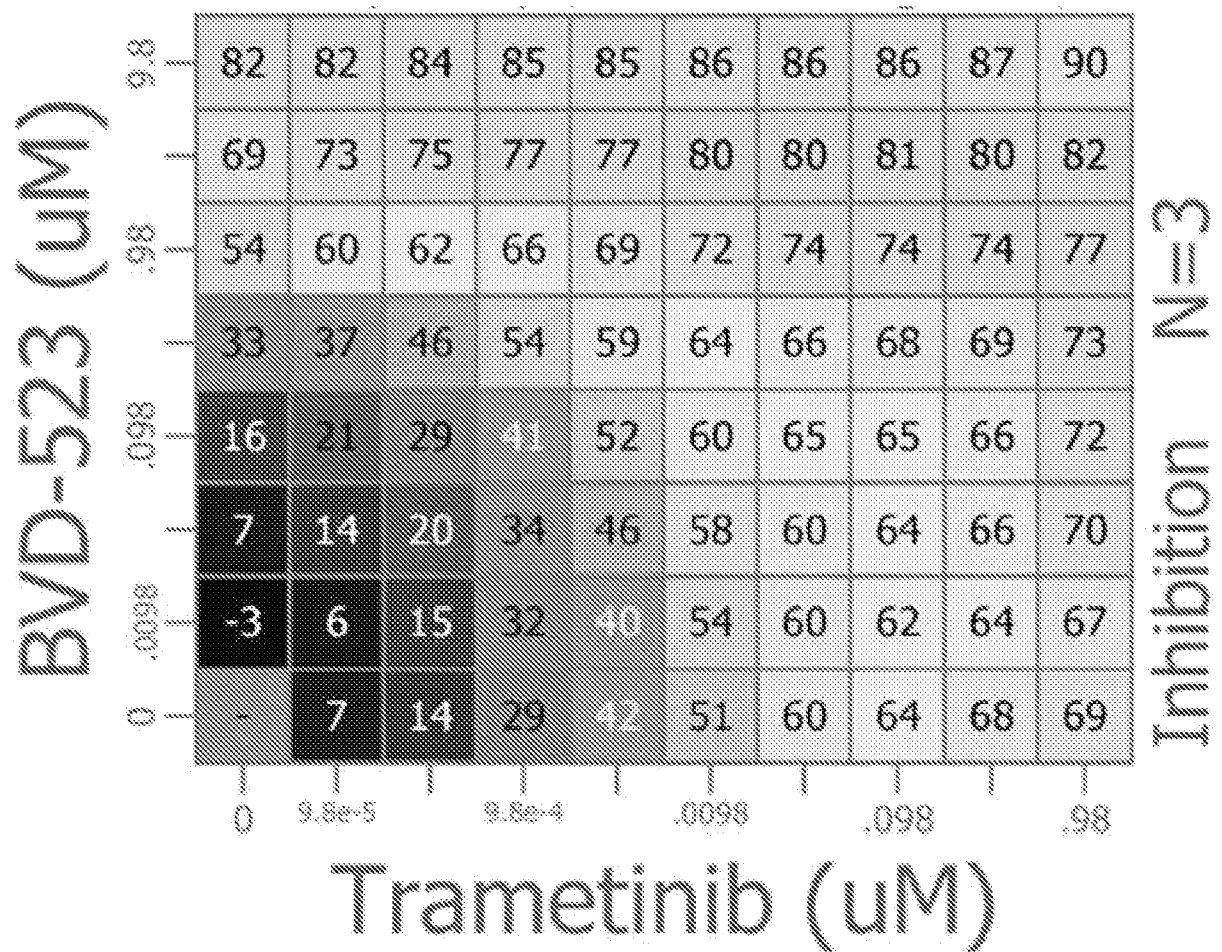 BVD-523 (uM)
9.8 82 82 84 85 85 86 86 86 87 90
69 73 75 77 77 80 80 81 80 82
.98 54 60 62 66 69 72 74 74 74 77
33 37 46 54 59 64 66 68 69 73
.098 16 21 29 41 52 60 65 65 66 72
7 14 20 34 46 58 60 64 66 70
.0098 -3 6 15 32 40 54 60 62 64 67
0 - 7 14 29 42 51 60 64 68 69
0 9.8e-5 9.8e-4 .0098 .098 .98
Trametinib (uM)
Inhibition N=3